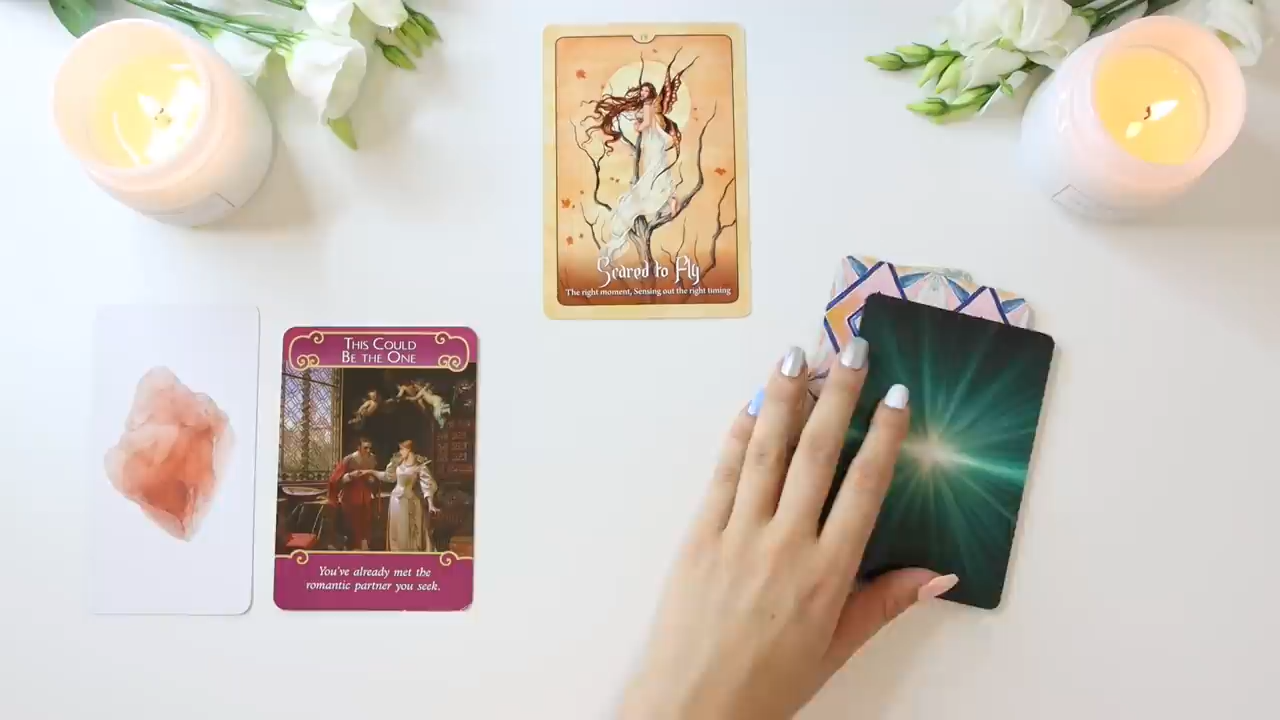 Scared to Fly
The right moment, Sensing out the right timing
THIS COULD
BE THE ONE
You've already met the
romantic partner you seek.